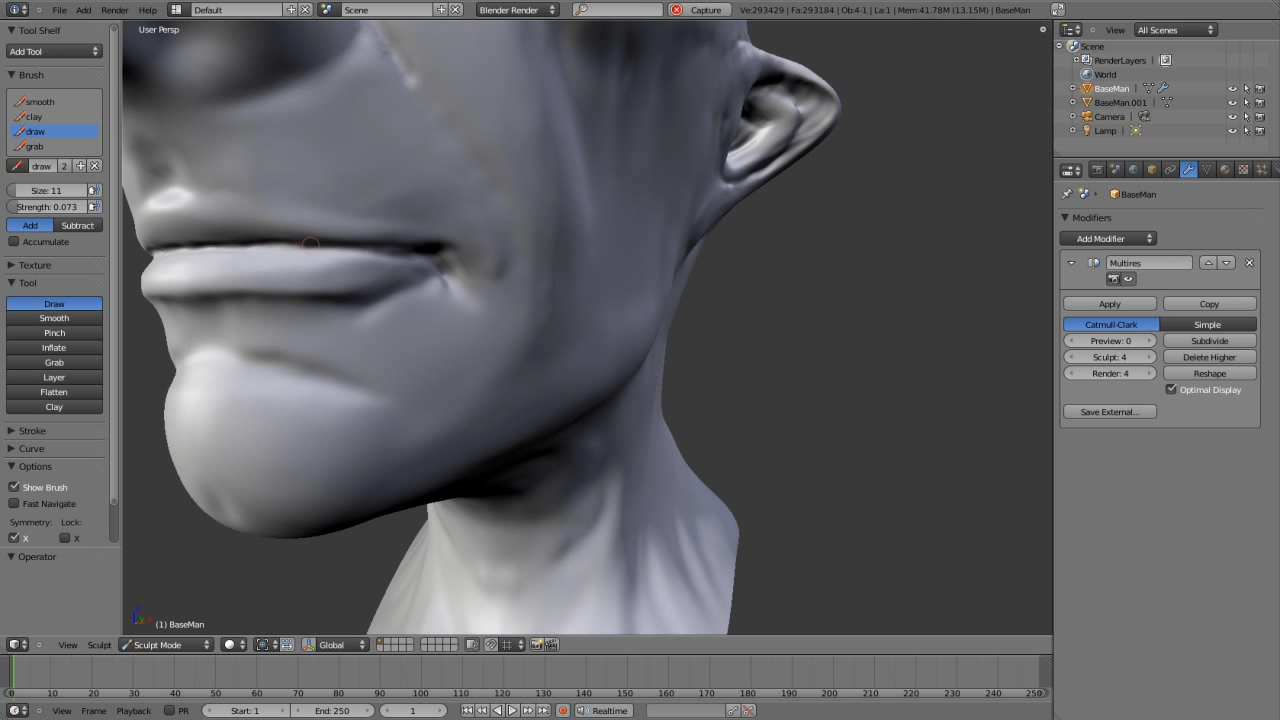 File Add Render Help Default Scene Blender Render Capture Ve:293429 | Fa:293184 | Ob:4-1 | La:1 | Mem:41.78M (13.15M) | BaseMan
Tool Shelf
Add Tool
Brush
smooth
clay
draw
grab
draw 2
Size: 11
Strength: 0.073
Add Subtract
Accumulate
Texture
Tool
Draw
Smooth
Pinch
Inflate
Grab
Layer
Flatten
Clay
Stroke
Curve
Options
Show Brush
Fast Navigate
Symmetry: Lock:
X X
Operator
User Persp
(1) BaseMan
View Sculpt Sculpt Mode Global
0 10 20 30 40 50 60 70 80 90 100 110 120 130 140 150 160 170 180 190 200 210 220 230 240 250
View Frame Playback PR Start: 1 End: 250 1 Realtime
View All Scenes
Scene
RenderLayers |
World
BaseMan |
BaseMan.001 |
Camera |
Lamp |
BaseMan
Modifiers
Add Modifier
Multires
Apply Copy
Catmull-Clark Simple
Preview: 0 Subdivide
Sculpt: 4 Delete Higher
Render: 4 Reshape
Optimal Display
Save External...